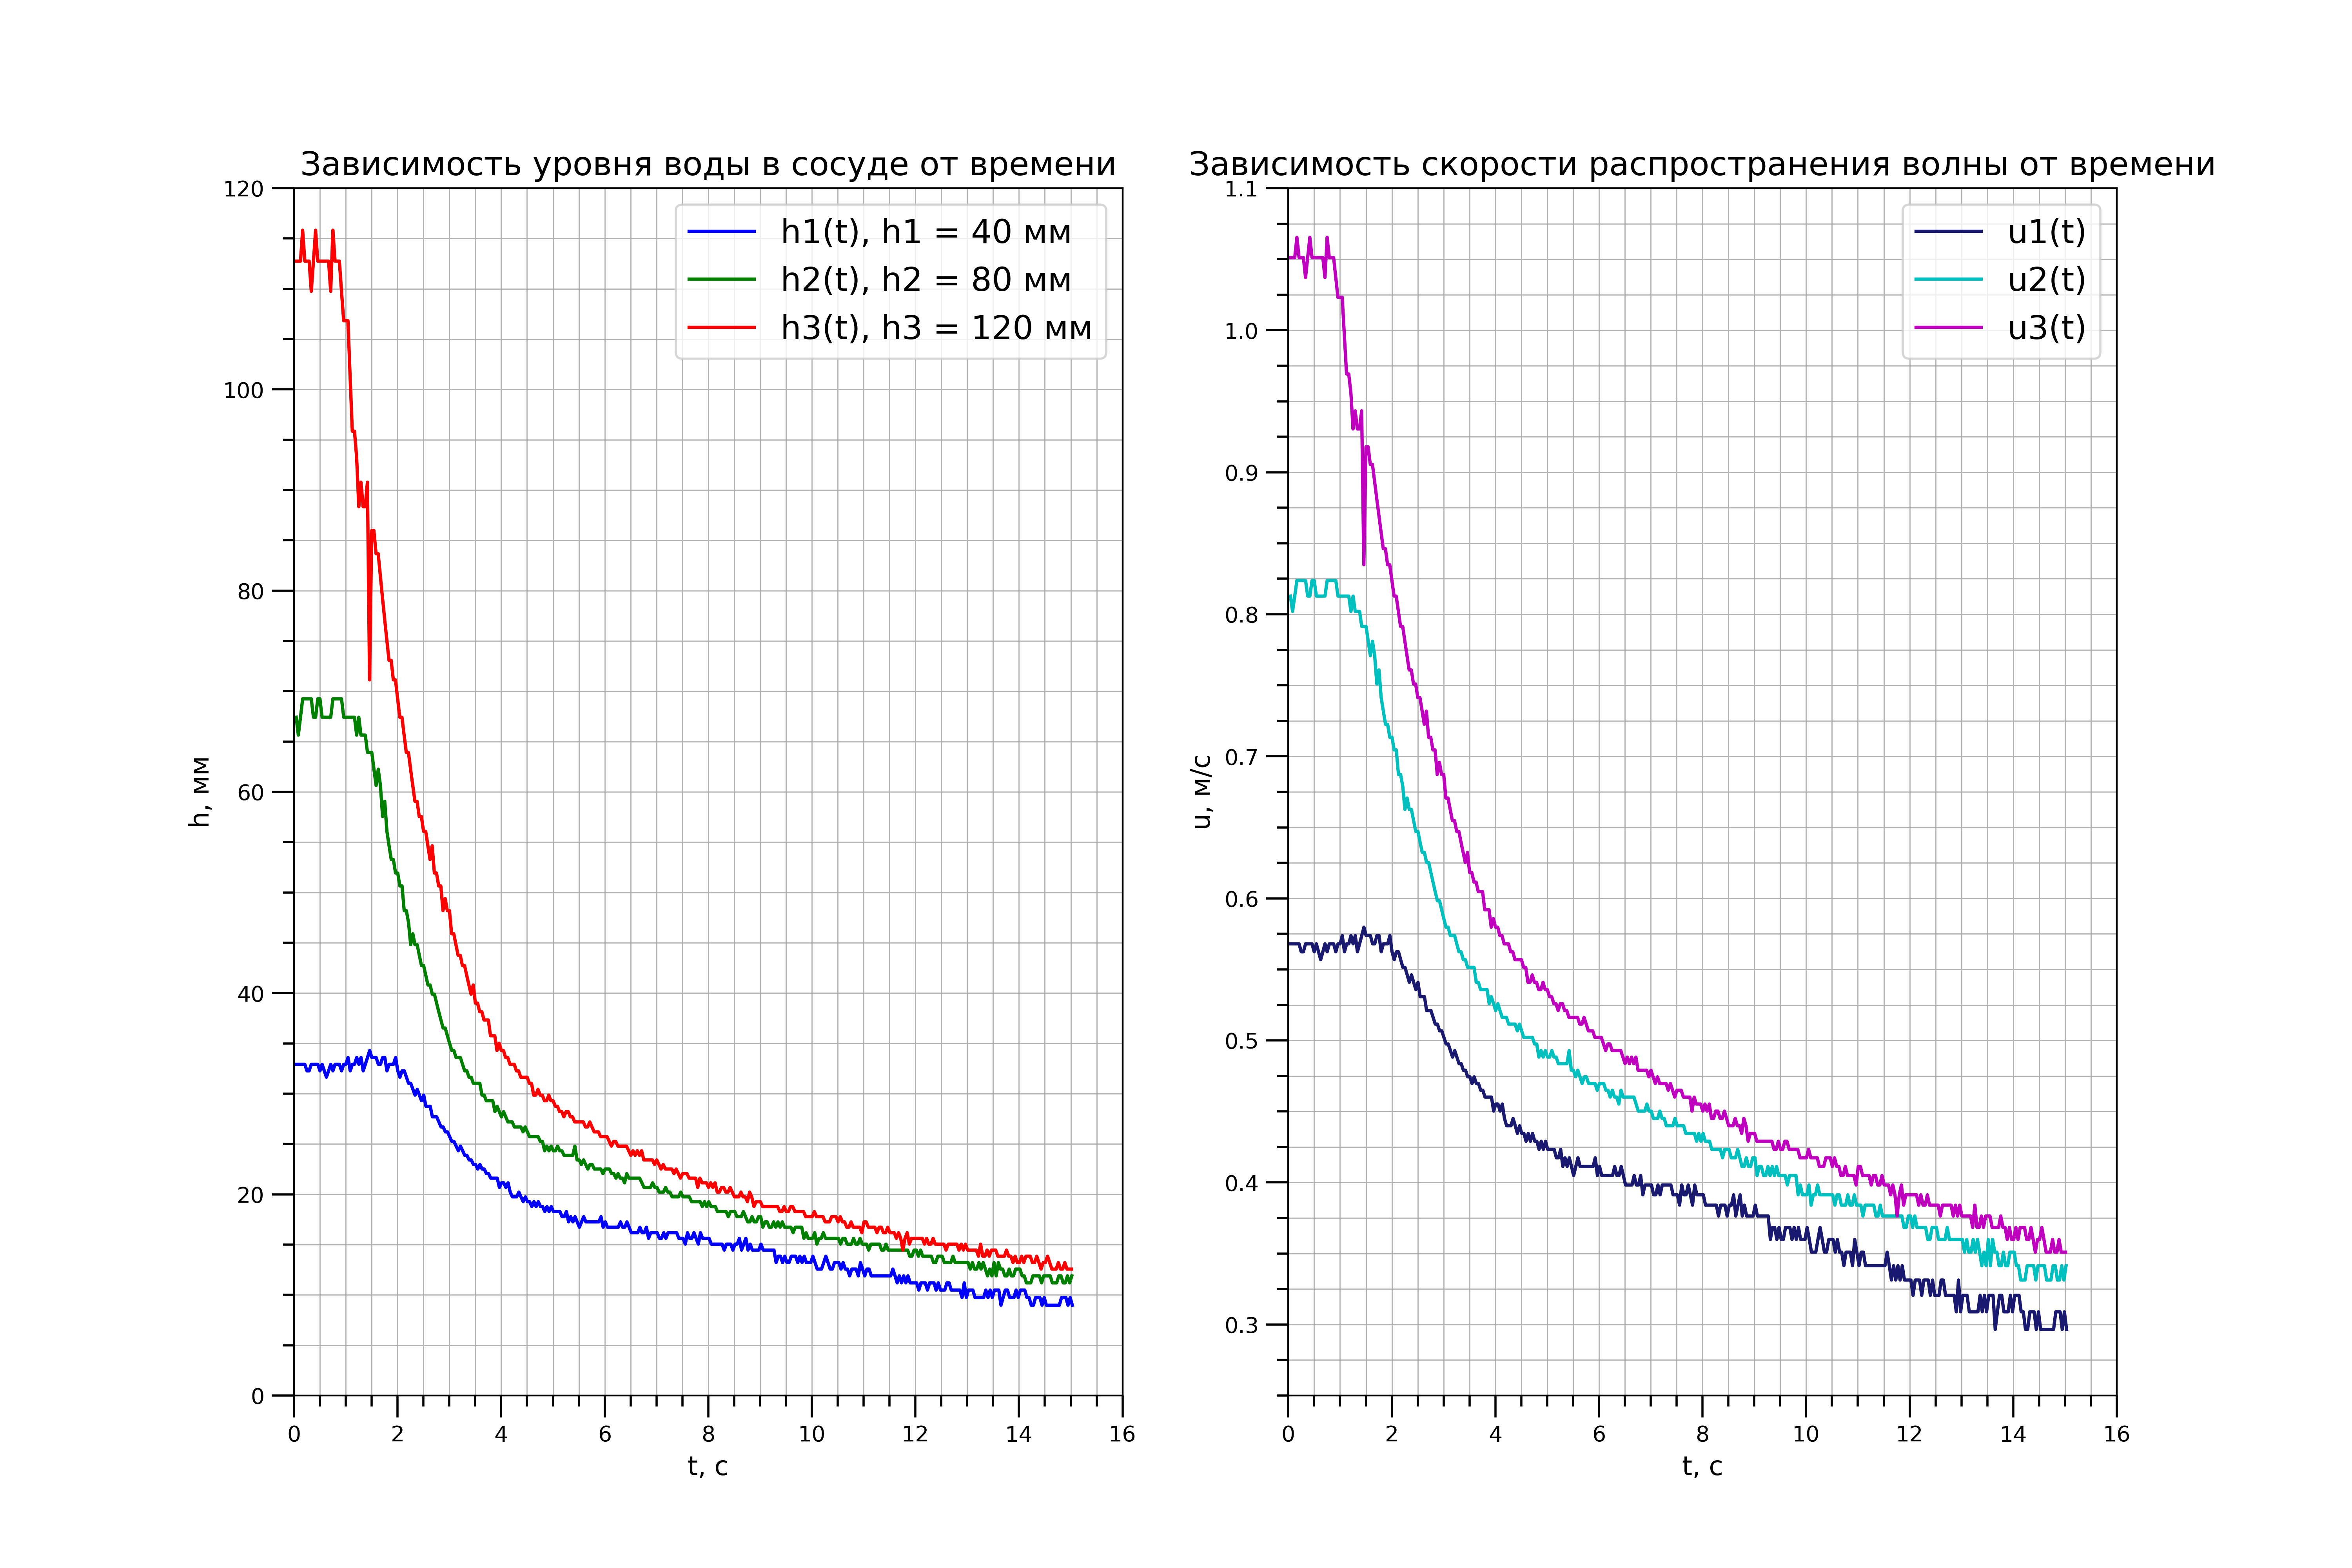 Зависимость уровня воды в сосуде от времени
120
100
80
60
40
20
0
h, мм
h1(t), h1 = 40 мм
h2(t), h2 = 80 мм
h3(t), h3 = 120 мм
0 2 4 6 8 10 12 14 16
t, с
Зависимость скорости распространения волны от времени
1.1
1.0
0.9
0.8
0.7
0.6
0.5
0.4
0.3
u, м/с
u1(t)
u2(t)
u3(t)
0 2 4 6 8 10 12 14 16
t, с